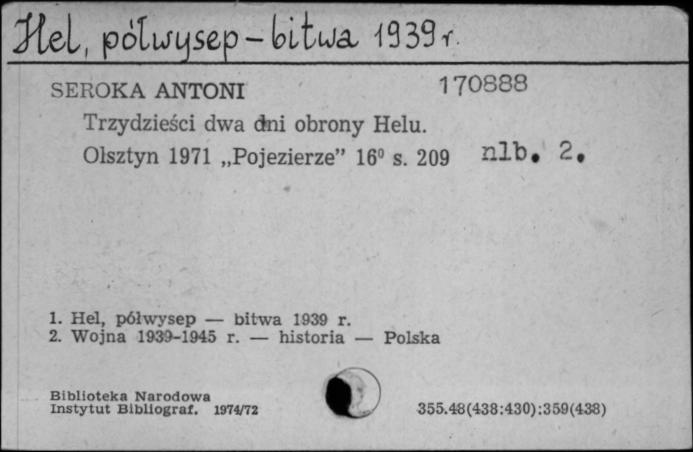 Hel, półwysep – bitwa 1939 r.
SEROKA ANTONI 170888
Trzydzieści dwa dni obrony Helu.
Olsztyn 1971 „Pojezierze” 16⁰ s. 209 nlb. 2.
1. Hel, półwysep — bitwa 1939 r.
2. Wojna 1939-1945 r. — historia — Polska
Biblioteka Narodowa
Instytut Bibliograf. 1974/72 355.48(438:430):359(438)